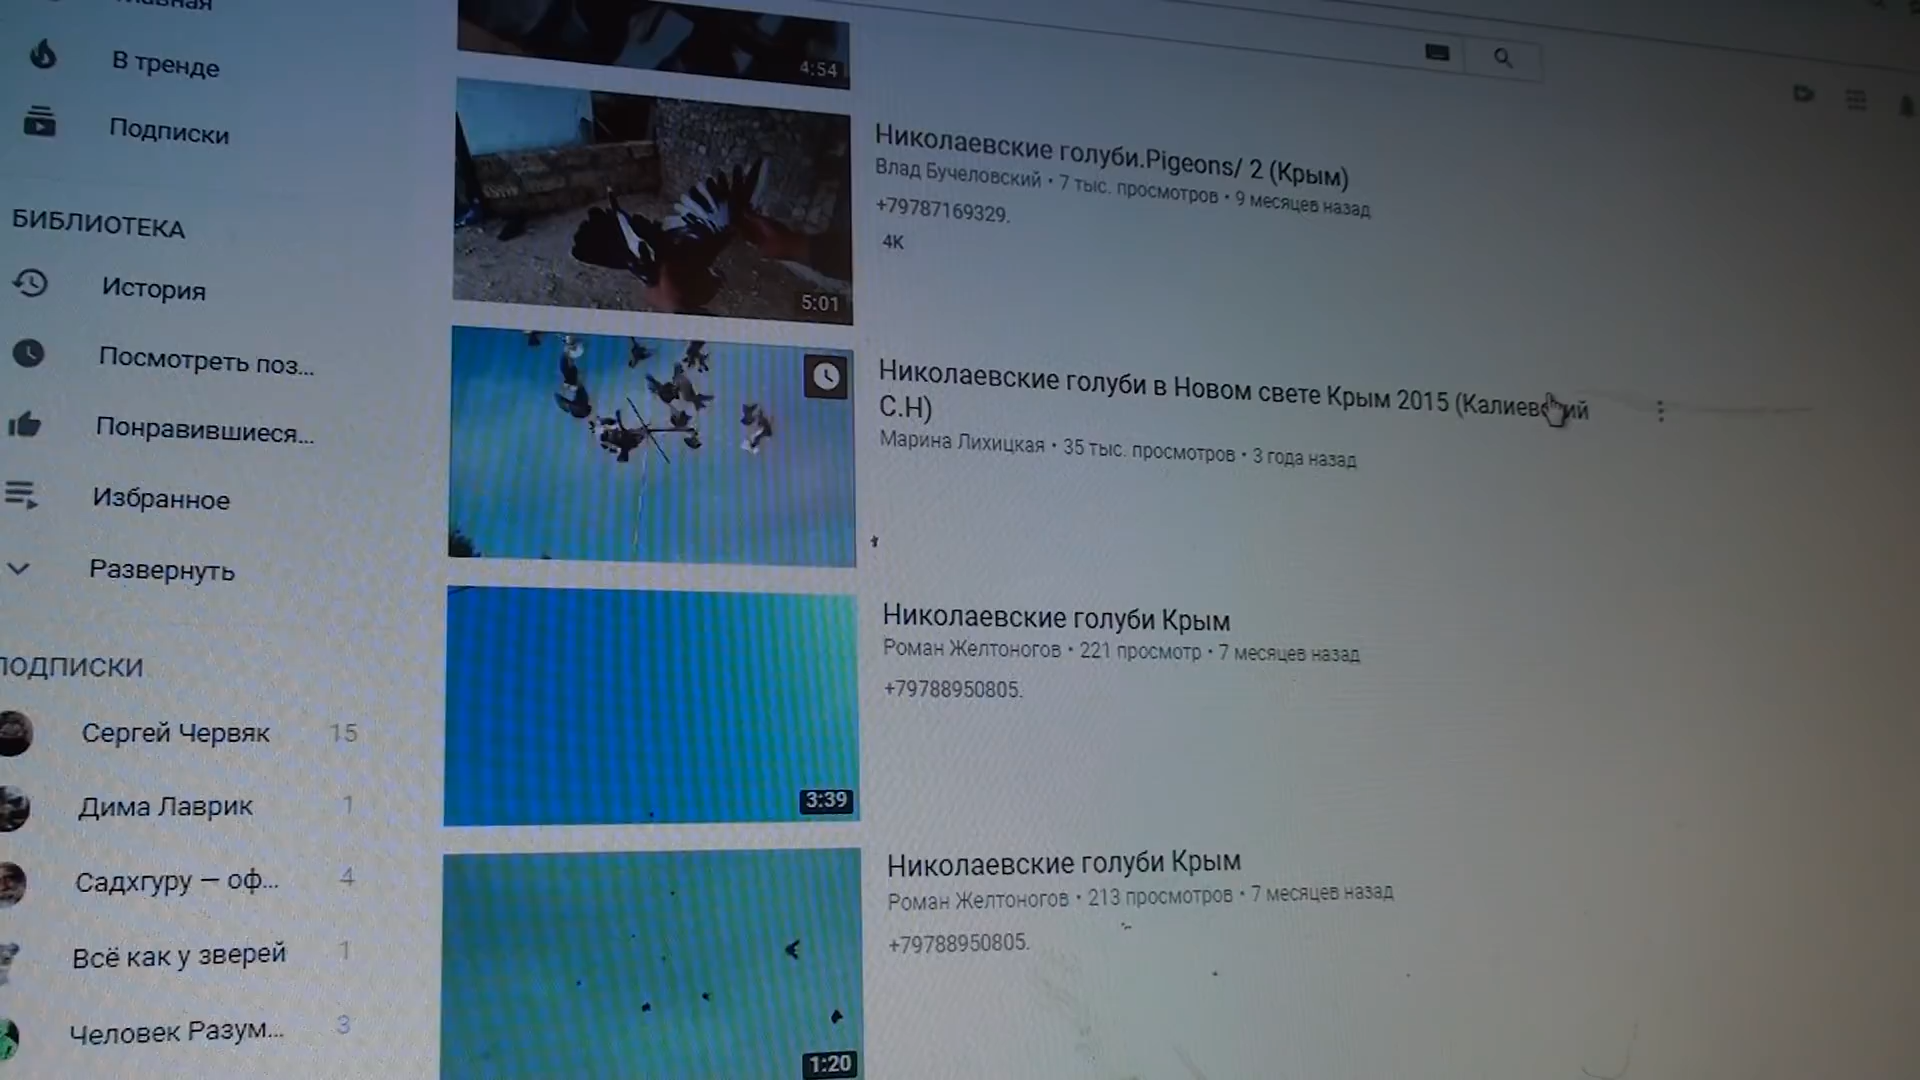 Главная
В тренде
Подписки
БИБЛИОТЕКА
История
Посмотреть поз...
Понравившиеся...
Избранное
Развернуть
ПОДПИСКИ
Сергей Червяк 15
Дима Лаврик 1
Садхгуру — оф... 4
Всё как у зверей 1
Человек Разум... 3
4:54
5:01
Николаевские голуби.Pigeons/ 2 (Крым)
Влад Бучеловский • 7 тыс. просмотров • 9 месяцев назад
+79787169329.
4K
Николаевские голуби в Новом свете Крым 2015
С.Н)
Марина Лихицкая • 35 тыс. просмотров • 3 года назад
3:39
Николаевские голуби Крым
Роман Желтоногов • 221 просмотр • 7 месяцев назад
+79788950805.
1:20
Николаевские голуби Крым
Роман Желтоногов • 213 просмотров • 7 месяцев назад
+79788950805.